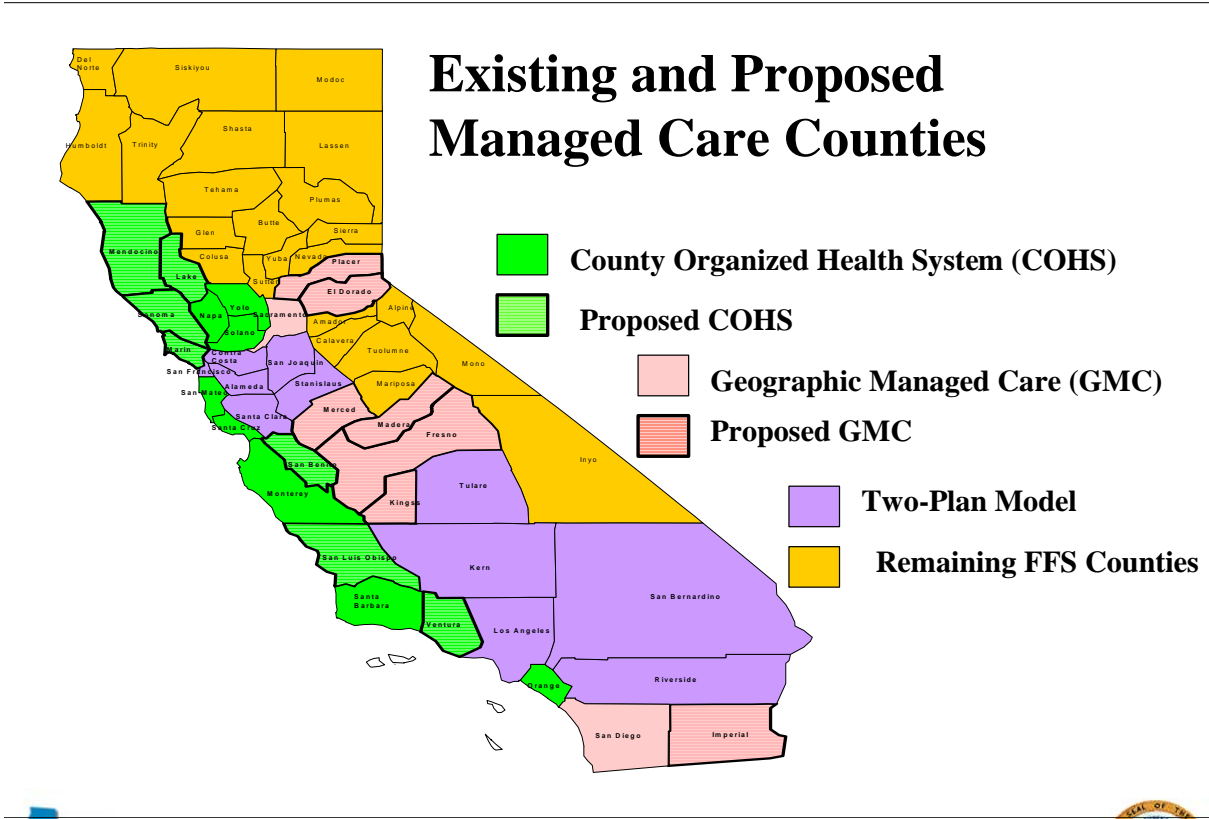 Existing and Proposed
Managed Care Counties
County Organized Health System (COHS)
Proposed COHS
Geographic Managed Care (GMC)
Proposed GMC
Two-Plan Model
Remaining FFS Counties
Del
Norte
Siskiyou
Modoc
Humboldt
Trinity
Shasta
Lassen
Tehama
Plumas
Butte
Glen
Sierra
Mendocino
Colusa
Yuba
Nevada
Placer
Lake
Sutter
El Dorado
Sonoma
Napa
Yolo
Sacramento
Alpine
Solano
Amador
Calavera
Marin
Contra
Costa
San Joaquin
Tuolumne
Mono
San Francisco
Alameda
Stanislaus
Mariposa
San Mateo
Merced
Santa Clara
Madera
Santa Cruz
Fresno
San Benito
Inyo
Monterey
Kingss
Tulare
San Luis Obispo
Kern
Santa
Barbara
San Bernardino
Ventura
Los Angeles
Orange
Riverside
San Diego
Imperial
SEAL OF THE